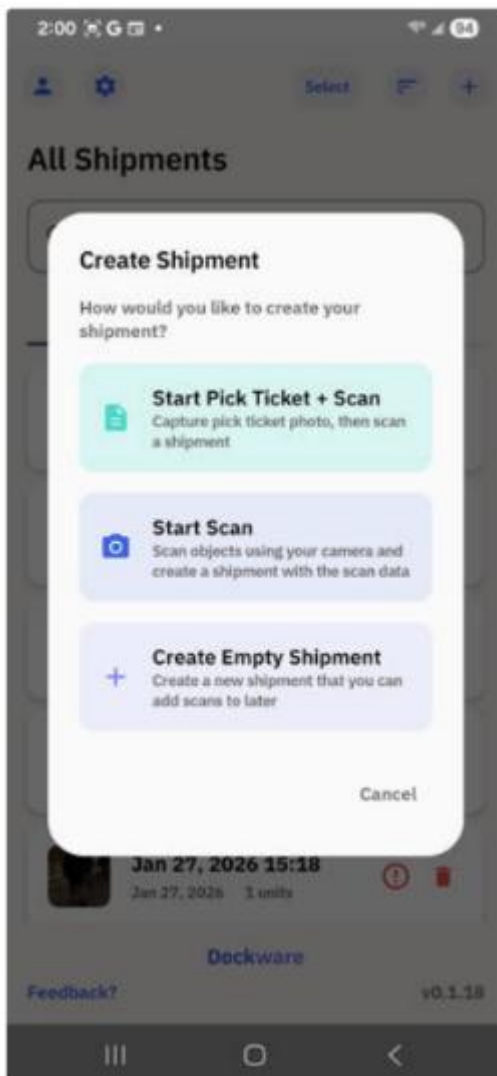 2:00 G
94
Select
All Shipments
Create Shipment
How would you like to create your
shipment?
Start Pick Ticket + Scan
Capture pick ticket photo, then scan
a shipment
Start Scan
Scan objects using your camera and
create a shipment with the scan data
Create Empty Shipment
Create a new shipment that you can
add scans to later
Cancel
Jan 27, 2026 15:18
Jan 27, 2026 1 units
Dockware
Feedback? v0.1.18